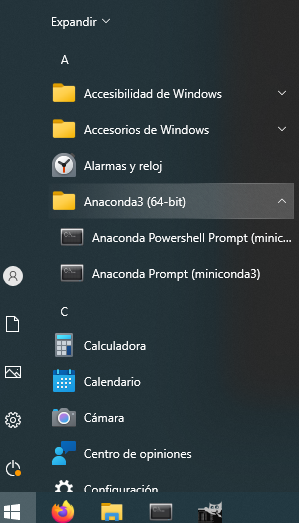 Expandir
A
Accesibilidad de Windows
Accesorios de Windows
Alarmas y reloj
Anaconda3 (64-bit)
Anaconda Powershell Prompt (minic...
Anaconda Prompt (miniconda3)
C
Calculadora
Calendario
Cámara
Centro de opiniones
Configuración